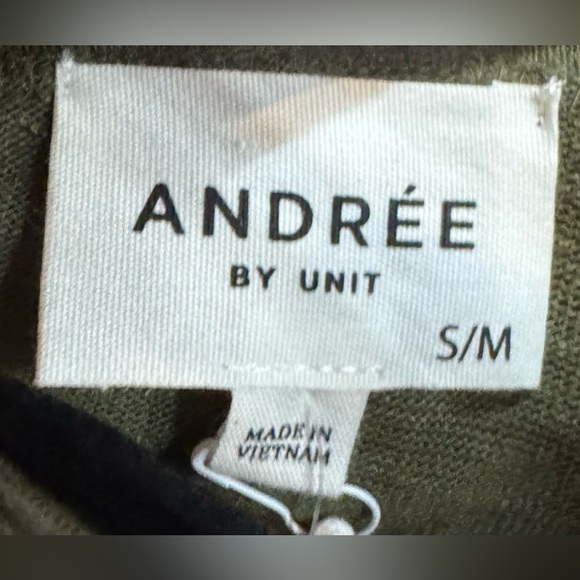 ANDRÉE
BY UNIT
S/M
MADE IN
VIETNAM